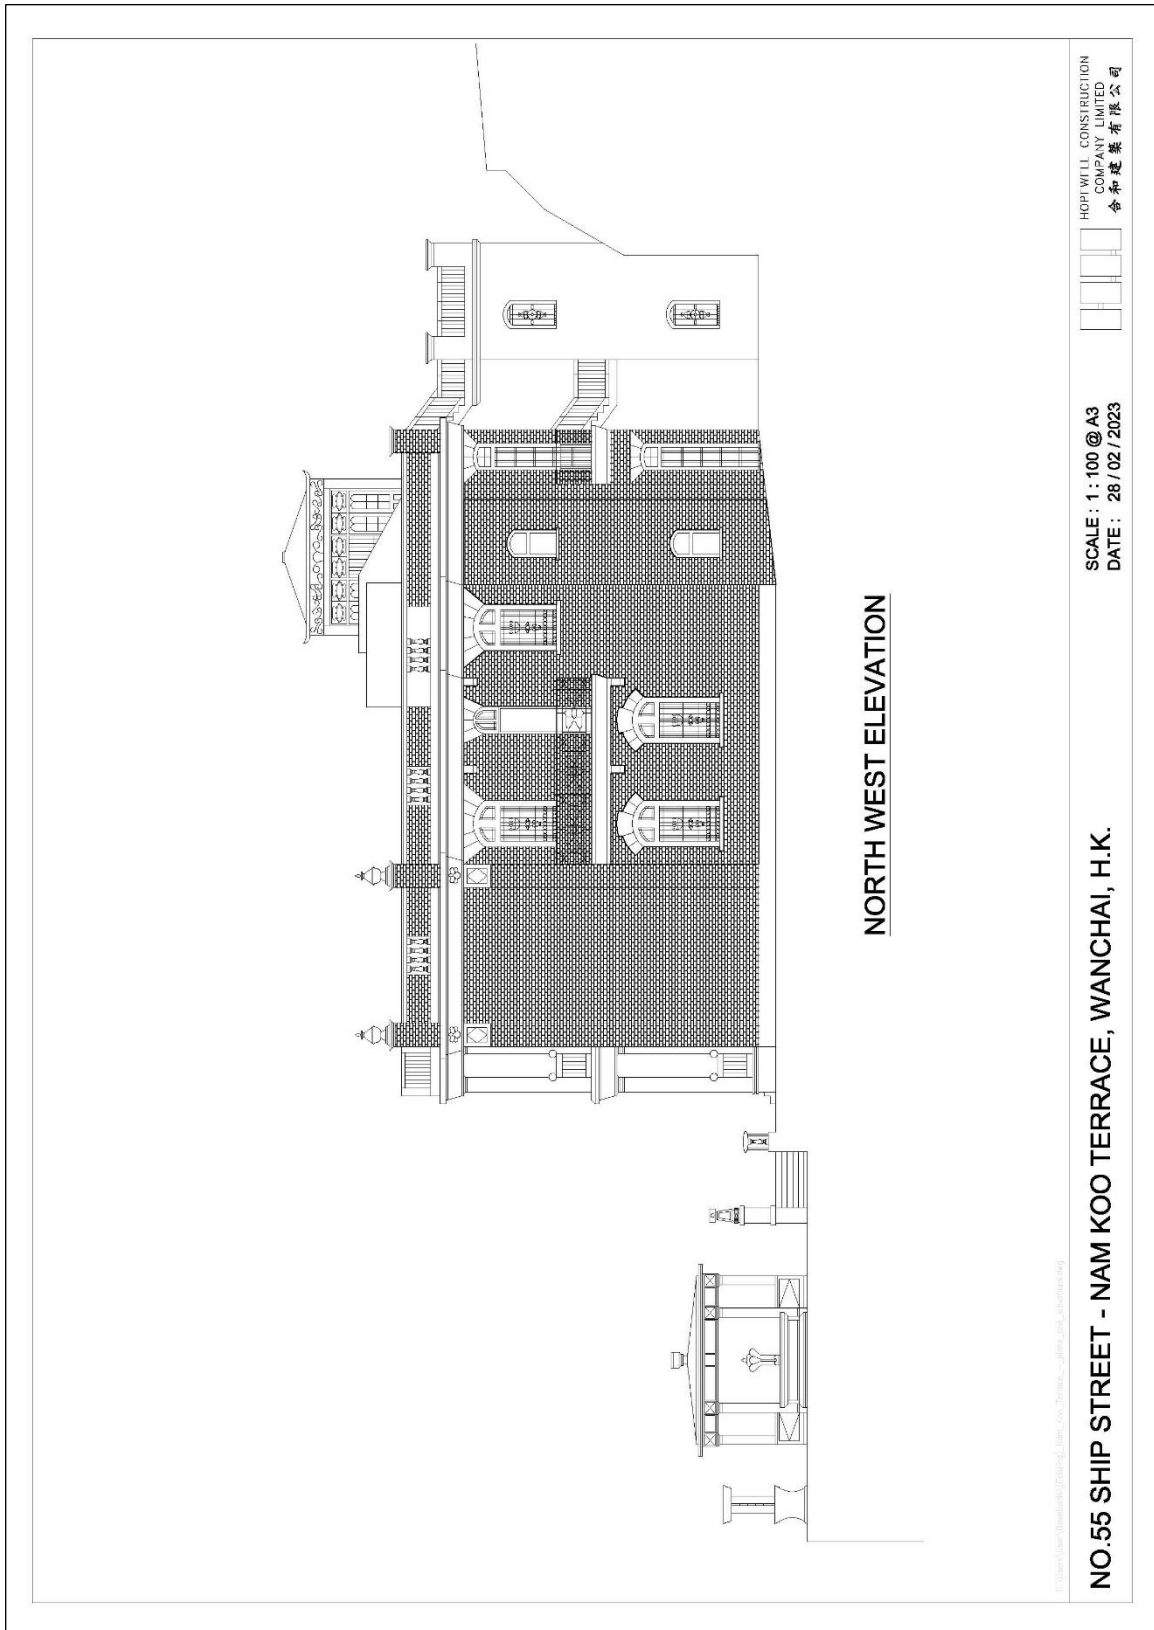 NORTH WEST ELEVATION
NO.55 SHIP STREET - NAM KOO TERRACE, WANCHAI, H.K.
SCALE : 1 : 100 @ A3
DATE : 28 / 02 / 2023
HOPEWELL CONSTRUCTION
COMPANY LIMITED
合和建築有限公司